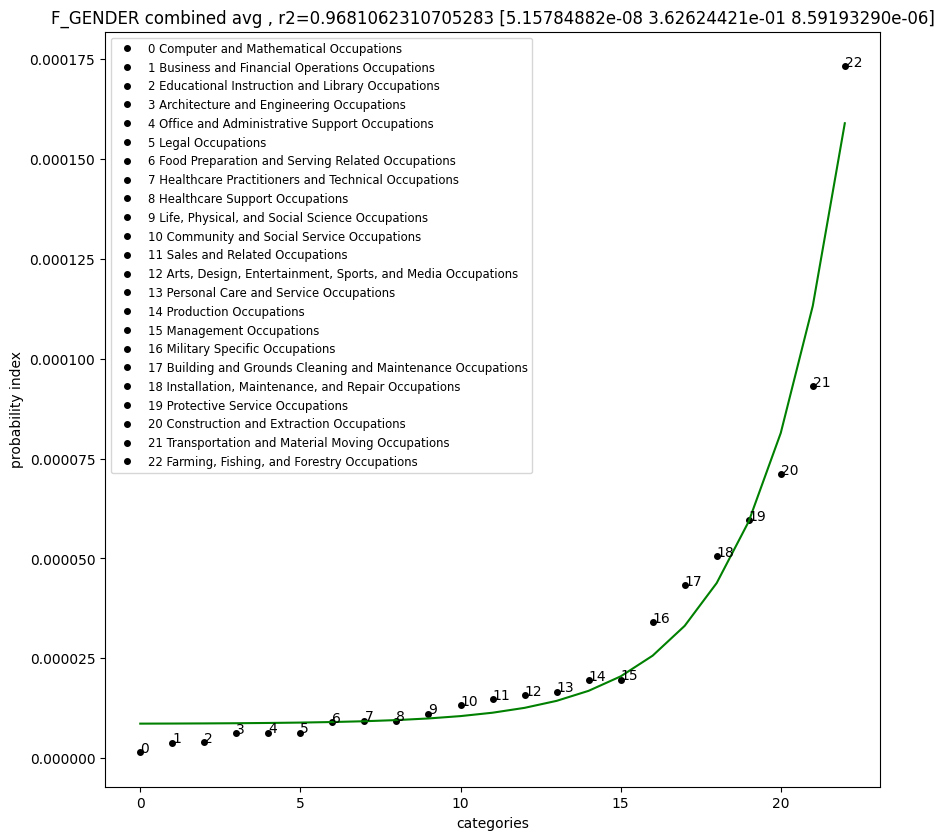 F_GENDER combined avg , r2=0.9681062310705283 [5.15784882e-08 3.62624421e-01 8.59193290e-06]
0 Computer and Mathematical Occupations
1 Business and Financial Operations Occupations
2 Educational Instruction and Library Occupations
3 Architecture and Engineering Occupations
4 Office and Administrative Support Occupations
5 Legal Occupations
6 Food Preparation and Serving Related Occupations
7 Healthcare Practitioners and Technical Occupations
8 Healthcare Support Occupations
9 Life, Physical, and Social Science Occupations
10 Community and Social Service Occupations
11 Sales and Related Occupations
12 Arts, Design, Entertainment, Sports, and Media Occupations
13 Personal Care and Service Occupations
14 Production Occupations
15 Management Occupations
16 Military Specific Occupations
17 Building and Grounds Cleaning and Maintenance Occupations
18 Installation, Maintenance, and Repair Occupations
19 Protective Service Occupations
20 Construction and Extraction Occupations
21 Transportation and Material Moving Occupations
22 Farming, Fishing, and Forestry Occupations
probability index
0.000175
0.000150
0.000125
0.000100
0.000075
0.000050
0.000025
0.000000
0
1
2
3
4
5
6
7
8
9
10
11
12
13
14
15
16
17
18
19
20
21
22
0
5
10
15
20
categories